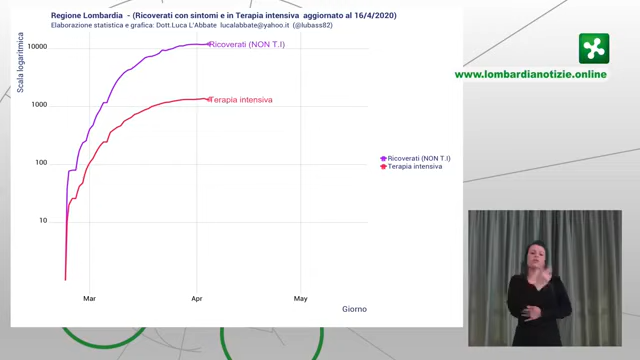 Regione Lombardia - (Ricoverati con sintomi e in Terapia intensiva aggiornato al 16/4/2020)
Elaborazione statistica e grafica: Dott.Luca L'Abbate lucalabbate@yahoo.it (@lubass82)
Scala logaritmica
10000
1000
100
10
Ricoverati (NON T.I)
Terapia intensiva
Ricoverati (NON T.I)
Terapia intensiva
Mar
Apr
May
Giorno
www.lombardianotizie.online